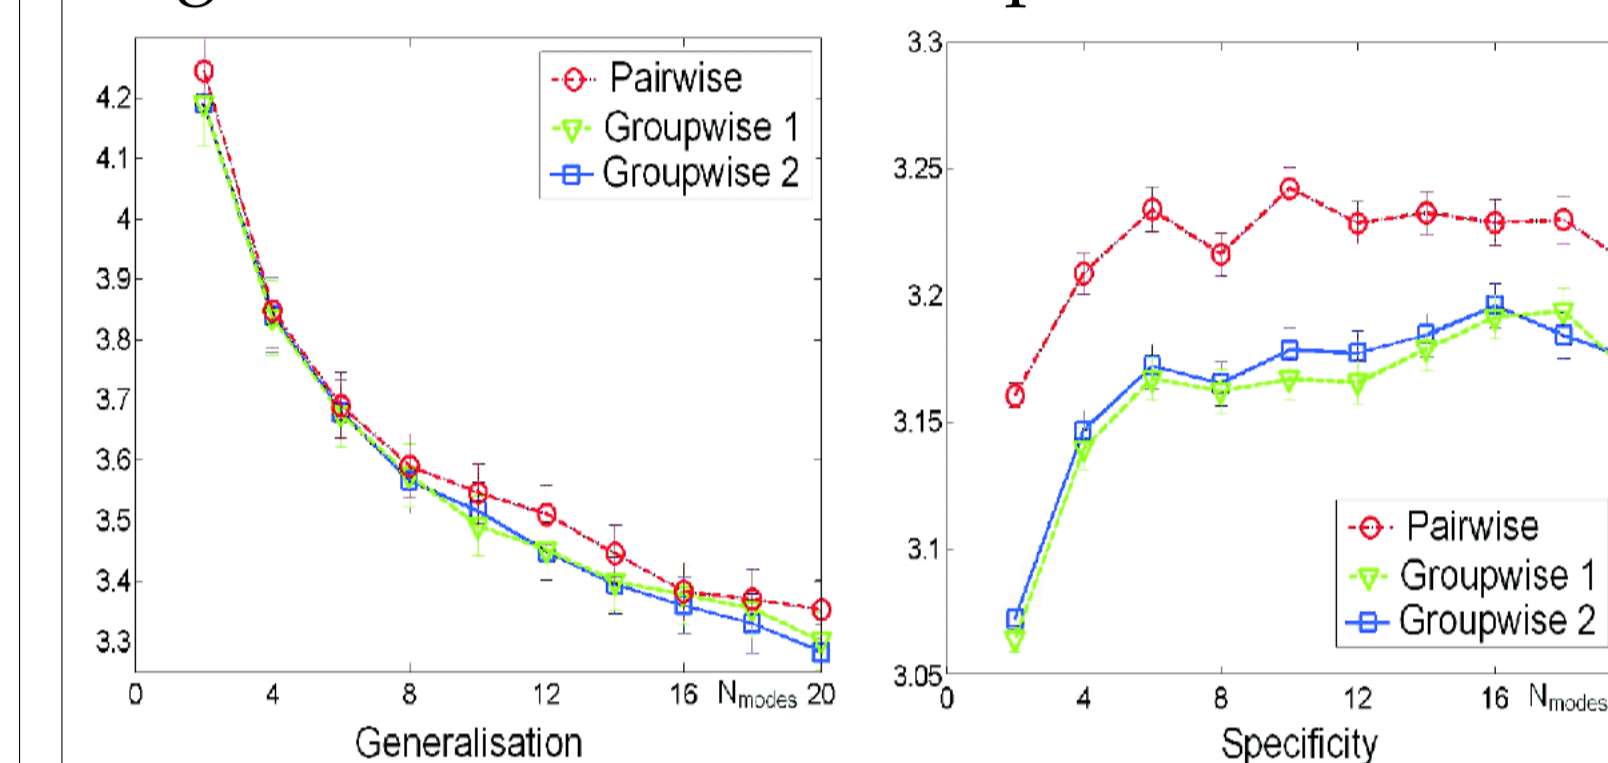 Pairwise
Groupwise 1
Groupwise 2
4.2
4.1
4
3.9
3.8
3.7
3.6
3.5
3.4
3.3
0 4 8 12 16 Nmodes 20
Generalisation
3.3
3.25
3.2
3.15
3.1
3.05
Pairwise
Groupwise 1
Groupwise 2
0 4 8 12 16 Nmodes
Specificity